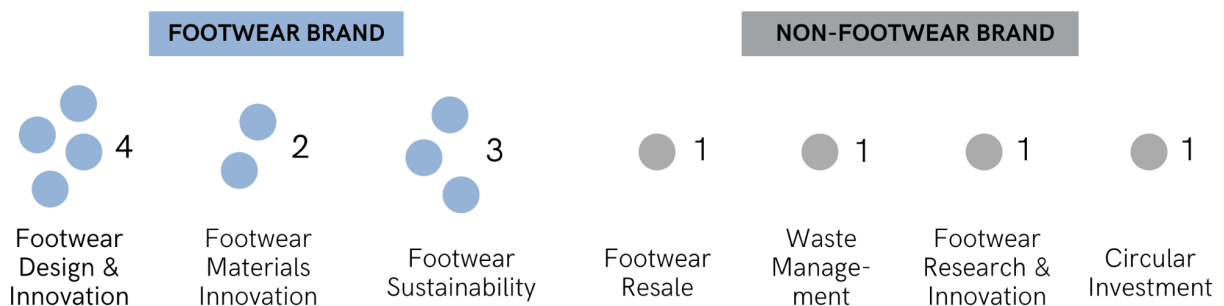 FOOTWEAR BRAND
NON-FOOTWEAR BRAND
4
2
3
1
1
1
1
Footwear
Design &
Innovation
Footwear
Materials
Innovation
Footwear
Sustainability
Footwear
Resale
Waste
Manage-
ment
Footwear
Research &
Innovation
Circular
Investment